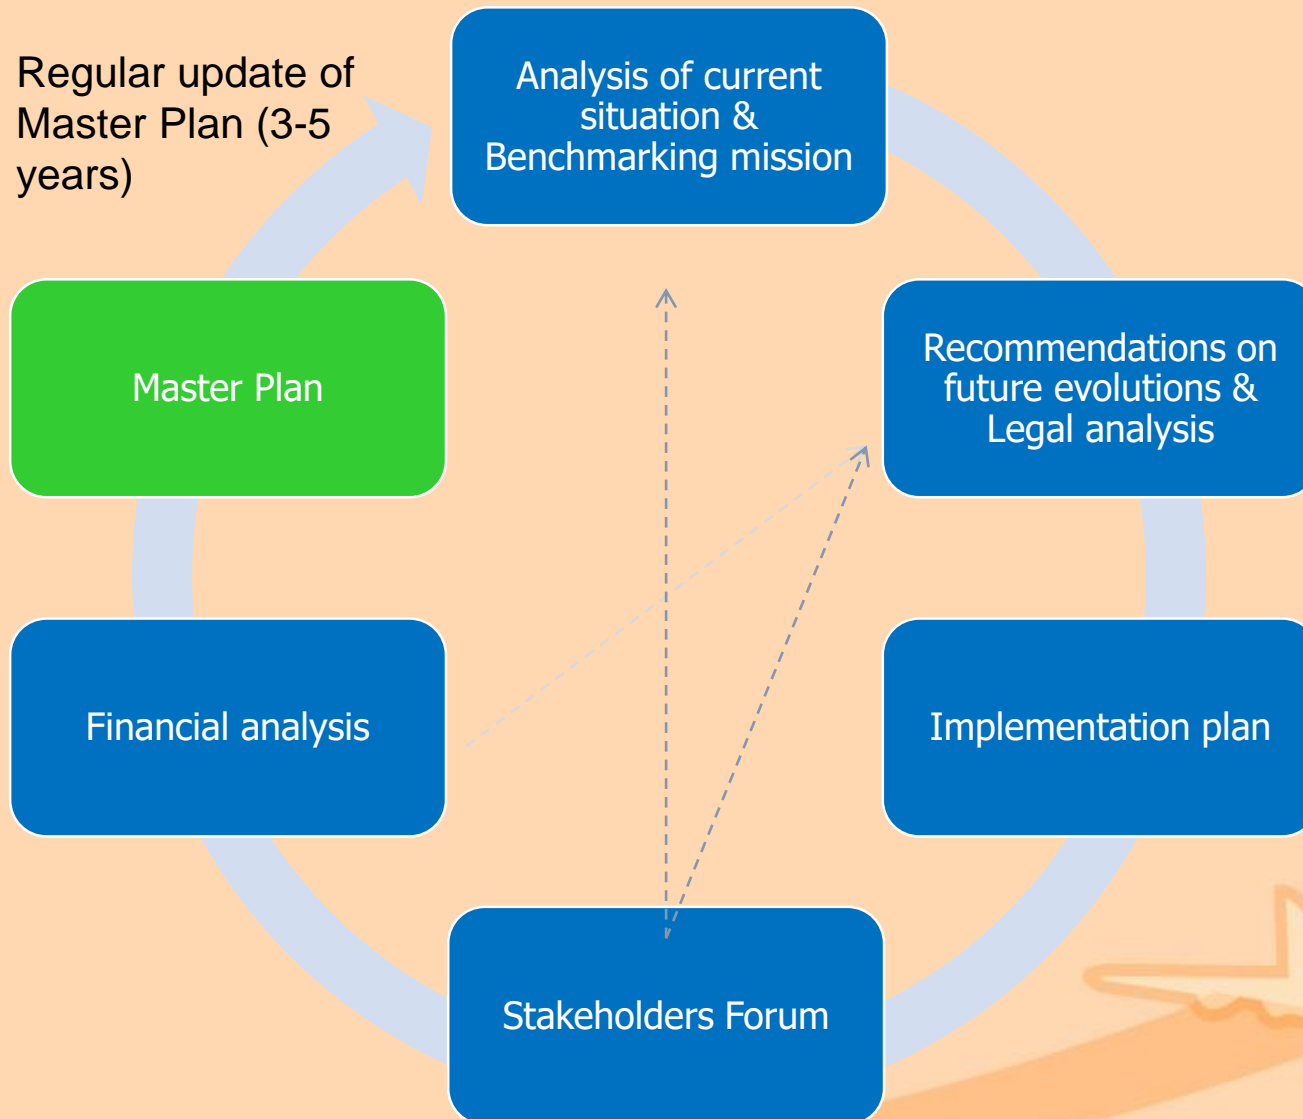 Regular update of
Master Plan (3-5
years)
Analysis of current
situation &
Benchmarking mission
Recommendations on
future evolutions &
Legal analysis
Implementation plan
Stakeholders Forum
Financial analysis
Master Plan